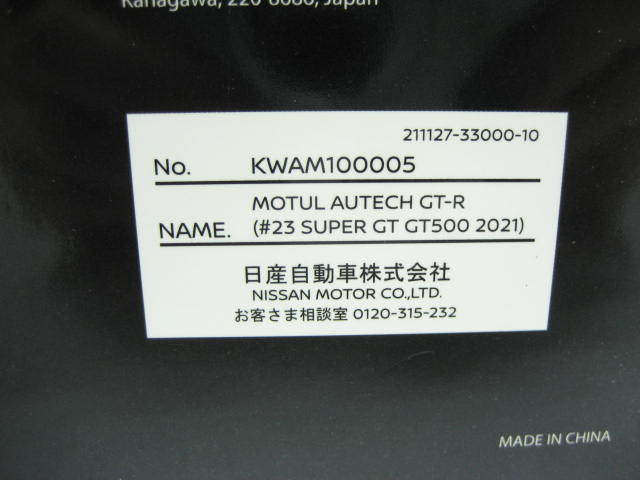 Kanagawa, 220-8686, Japan
211127-33000-10
No. KWAM100005
MOTUL AUTECH GT-R
NAME. (#23 SUPER GT GT500 2021)
日産自動車株式会社
NISSAN MOTOR CO.,LTD.
お客さま相談室 0120-315-232
MADE IN CHINA